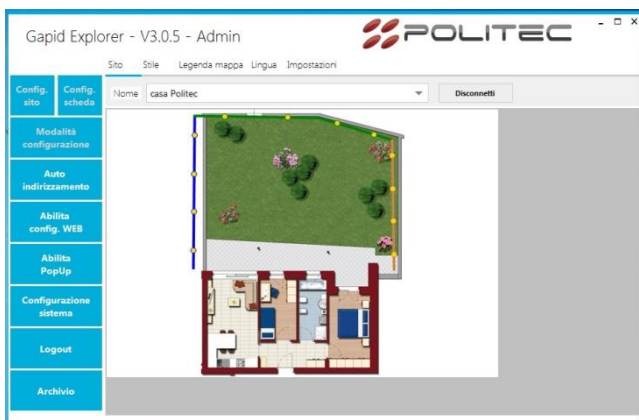 Gapid Explorer - V3.0.5 - Admin
POLITEC
Sito Stile Legenda mappa Lingua Impostazioni
Config. sito
Config. scheda
Nome casa Politec Disconnetti
Modalità
configurazione
Auto
indirizzamento
Abilita
config. WEB
Abilita
PopUp
Configurazione
sistema
Logout
Archivio